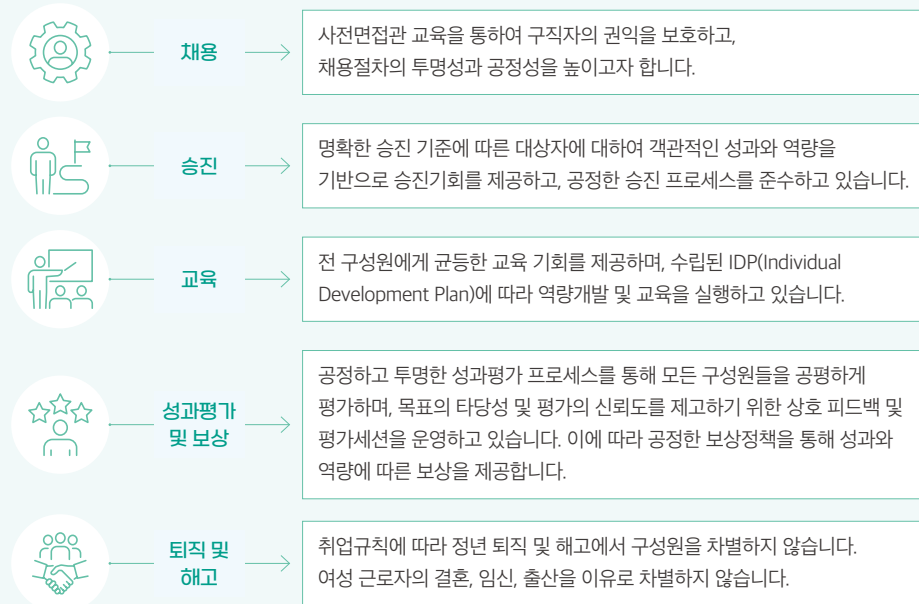 채용
사전면접관 교육을 통하여 구직자의 권익을 보호하고,
채용절차의 투명성과 공정성을 높이고자 합니다.
승진
명확한 승진 기준에 따른 대상자에 대하여 객관적인 성과와 역량을
기반으로 승진기회를 제공하고, 공정한 승진 프로세스를 준수하고 있습니다.
교육
전 구성원에게 균등한 교육 기회를 제공하며, 수립된 IDP(Individual
Development Plan)에 따라 역량개발 및 교육을 실행하고 있습니다.
성과평가
및 보상
공정하고 투명한 성과평가 프로세스를 통해 모든 구성원들을 공평하게
평가하며, 목표의 타당성 및 평가의 신뢰도를 제고하기 위한 상호 피드백 및
평가세션을 운영하고 있습니다. 이에 따라 공정한 보상정책을 통해 성과와
역량에 따른 보상을 제공합니다.
퇴직 및
해고
취업규칙에 따라 정년 퇴직 및 해고에서 구성원을 차별하지 않습니다.
여성 근로자의 결혼, 임신, 출산을 이유로 차별하지 않습니다.